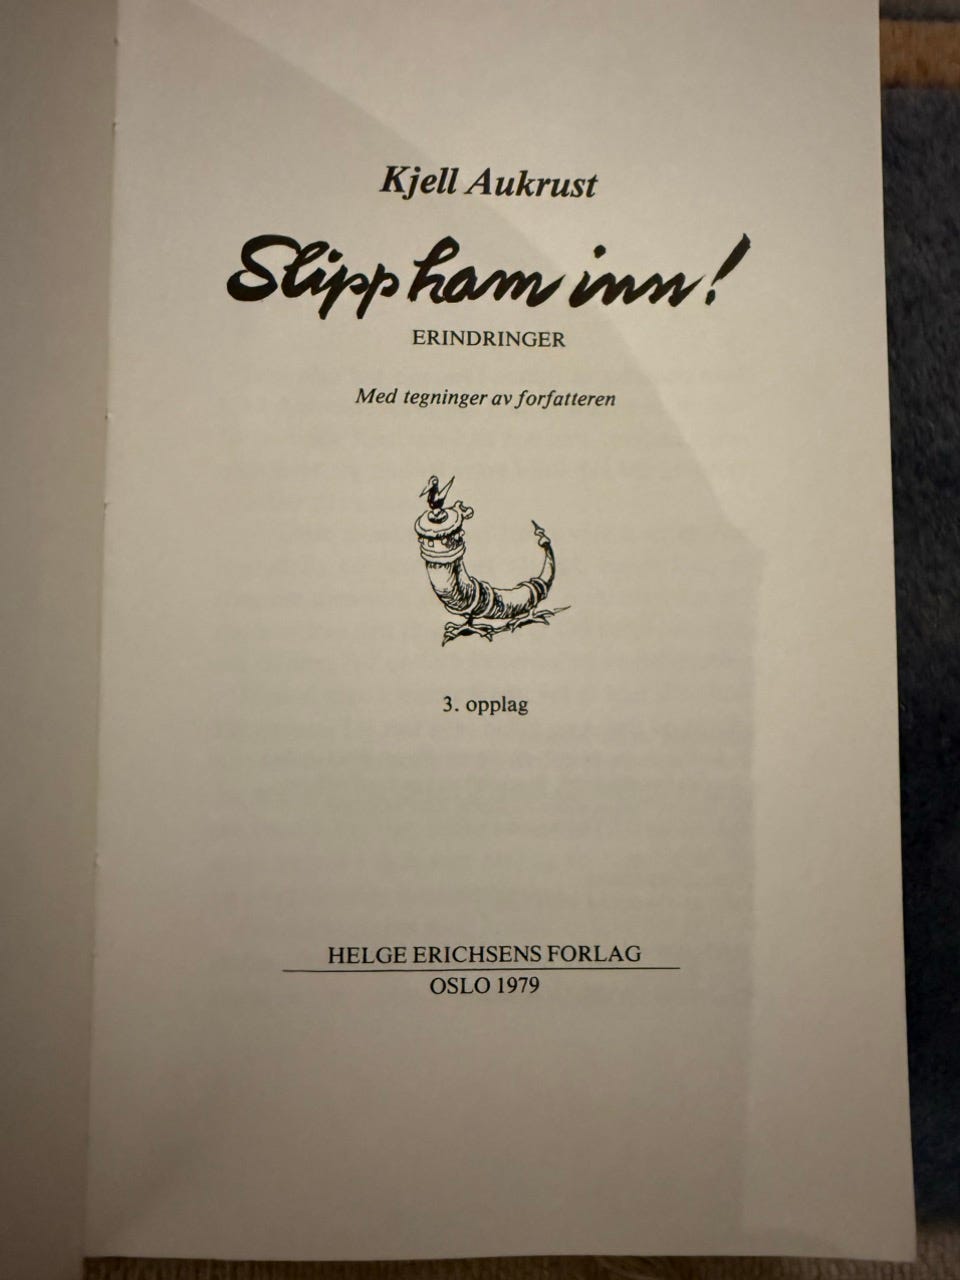 Kjell Aukrust
Slipp ham inn!
ERINDRINGER
Med tegninger av forfatteren
3. opplag
HELGE ERICHSENS FORLAG
OSLO 1979